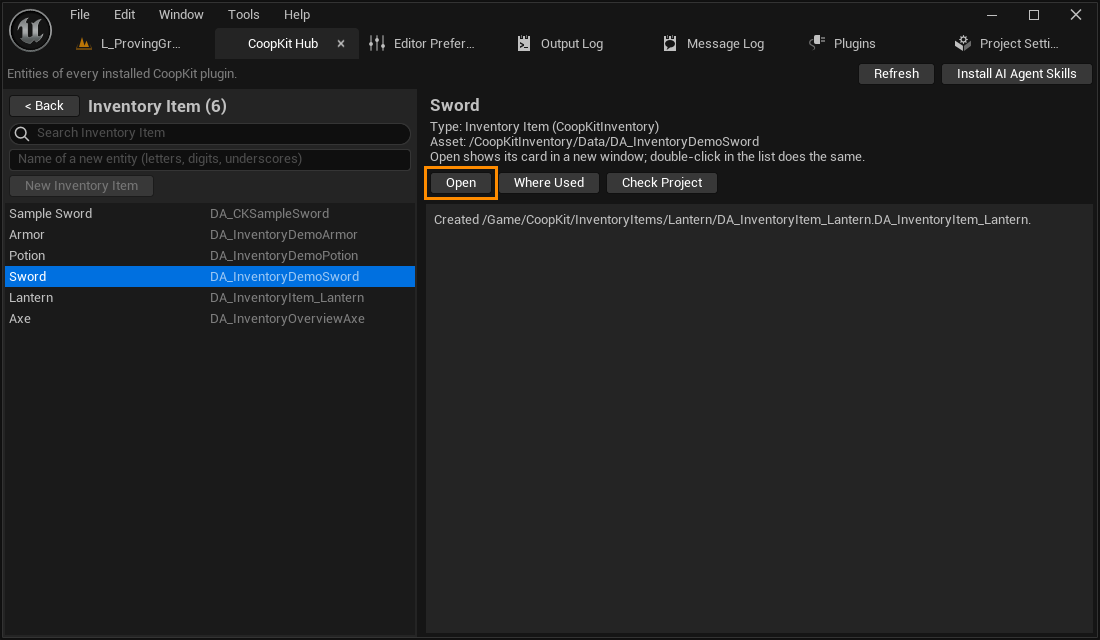 File Edit Window Tools Help
L_ProvingGr... CoopKit Hub Editor Prefer... Output Log Message Log Plugins Project Setti...
Entities of every installed CoopKit plugin.
Refresh Install AI Agent Skills
< Back Inventory Item (6)
Search Inventory Item
Name of a new entity (letters, digits, underscores)
New Inventory Item
Sample Sword DA_CKSampleSword
Armor DA_InventoryDemoArmor
Potion DA_InventoryDemoPotion
Sword DA_InventoryDemoSword
Lantern DA_InventoryItem_Lantern
Axe DA_InventoryOverviewAxe
Sword
Type: Inventory Item (CoopKitInventory)
Asset: /CoopKitInventory/Data/DA_InventoryDemoSword
Open shows its card in a new window; double-click in the list does the same.
Open Where Used Check Project
Created /Game/CoopKit/InventoryItems/Lantern/DA_InventoryItem_Lantern.DA_InventoryItem_Lantern.